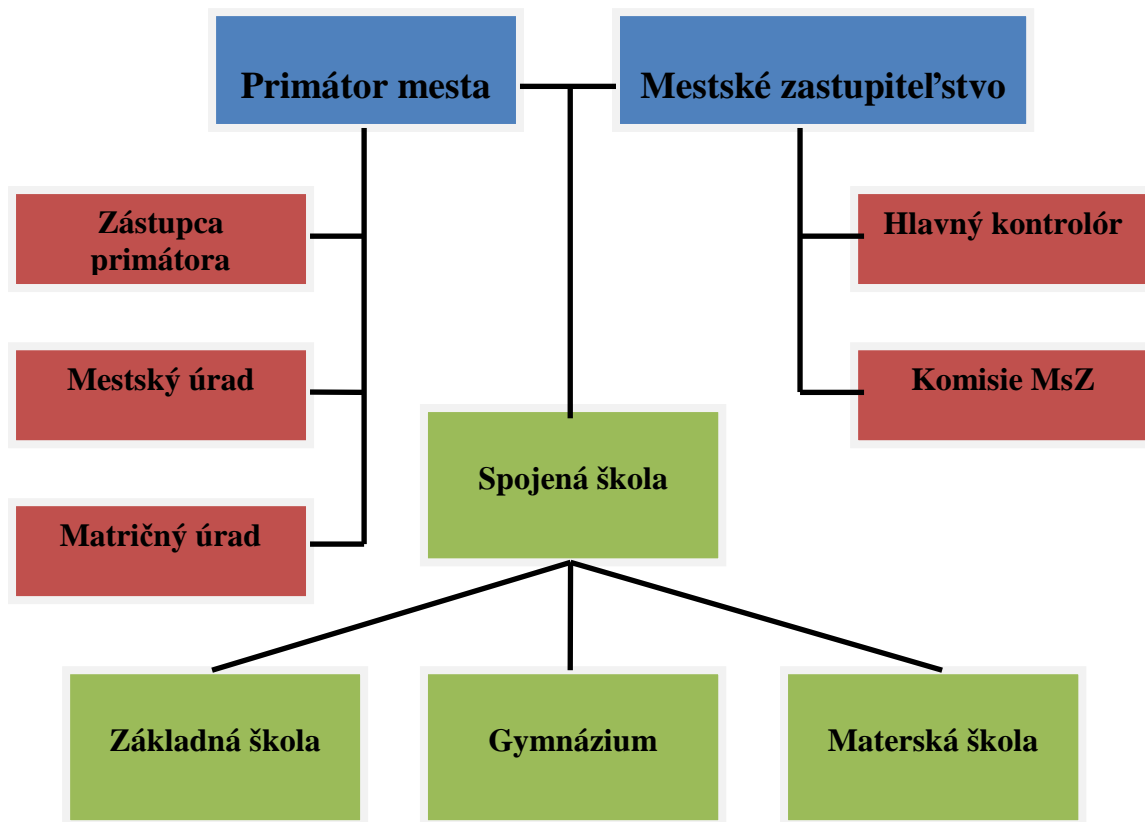 Primátor mesta
Mestské zastupiteľstvo
Zástupca
primátora
Hlavný kontrolór
Mestský úrad
Komisie MsZ
Spojená škola
Matričný úrad
Základná škola
Gymnázium
Materská škola